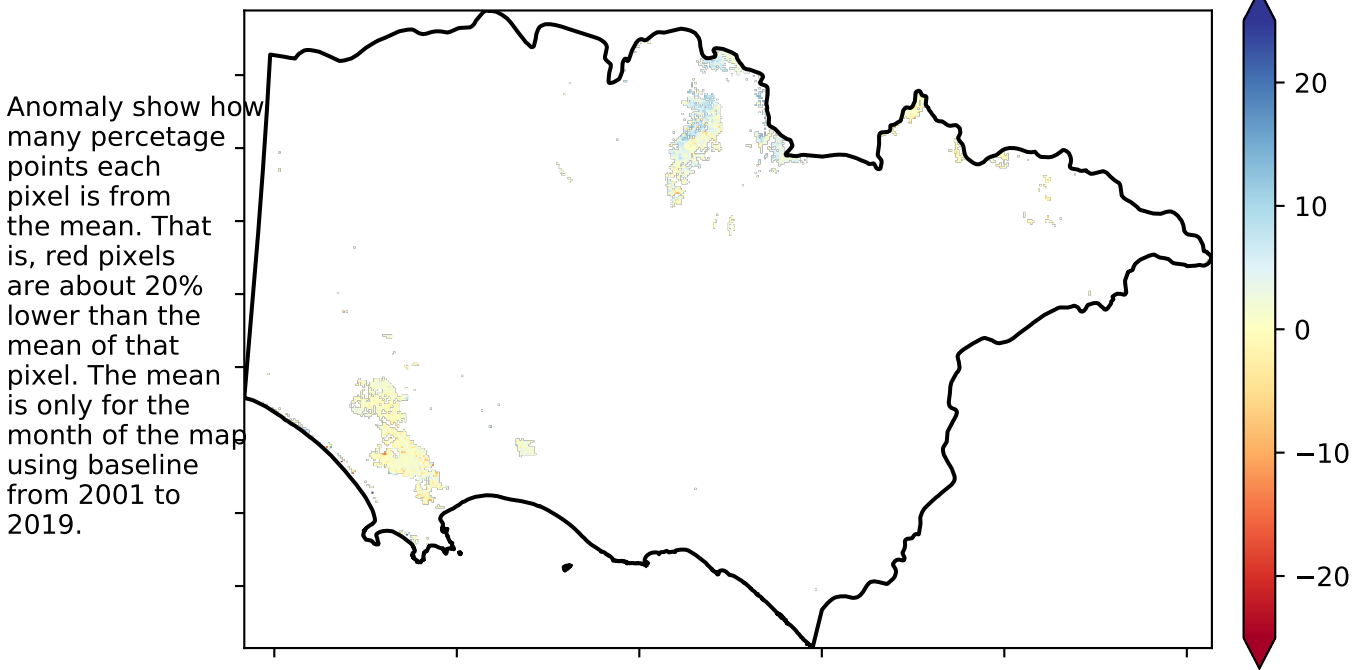 Anomaly show how
many percetage
points each
pixel is from
the mean. That
is, red pixels
are about 20%
lower than the
mean of that
pixel. The mean
is only for the
month of the map
using baseline
from 2001 to
2019.
20
10
0
−10
−20